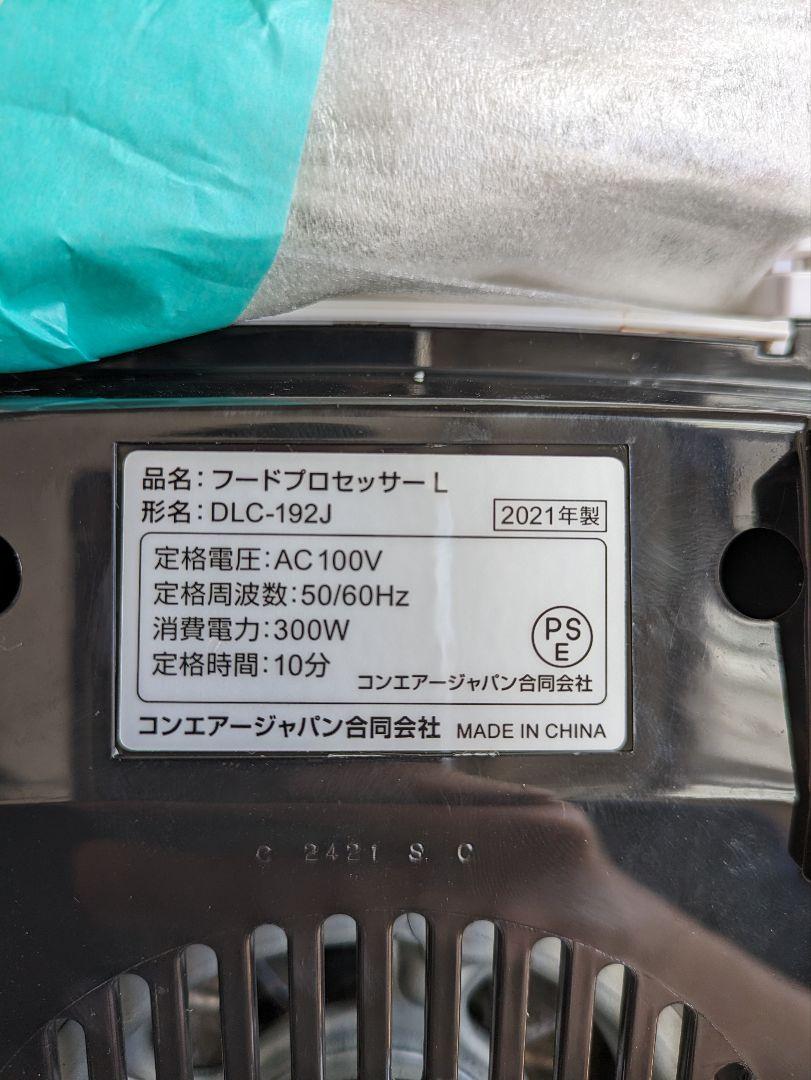 品名：フードプロセッサーL
形名：DLC-192J
2021年製
定格電圧：AC100V
定格周波数：50/60Hz
消費電力：300W
定格時間：10分
PS
E
コンエアージャパン合同会社
コンエアージャパン合同会社 MADE IN CHINA
C 2421 S. C